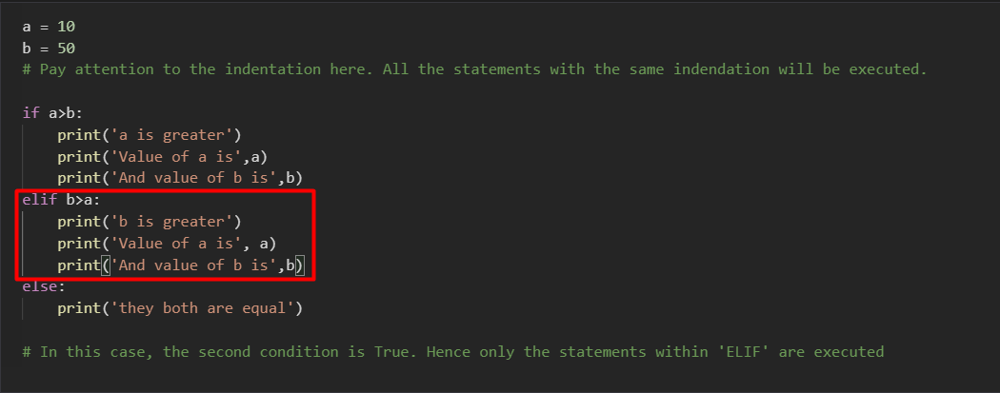 a = 10
b = 50
# Pay attention to the indentation here. All the statements with the same indendation will be executed.
if a>b:
    print('a is greater')
    print('Value of a is',a)
    print('And value of b is',b)
elif b>a:
    print('b is greater')
    print('Value of a is', a)
    print('And value of b is',b)
else:
    print('they both are equal')
# In this case, the second condition is True. Hence only the statements within 'ELIF' are executed